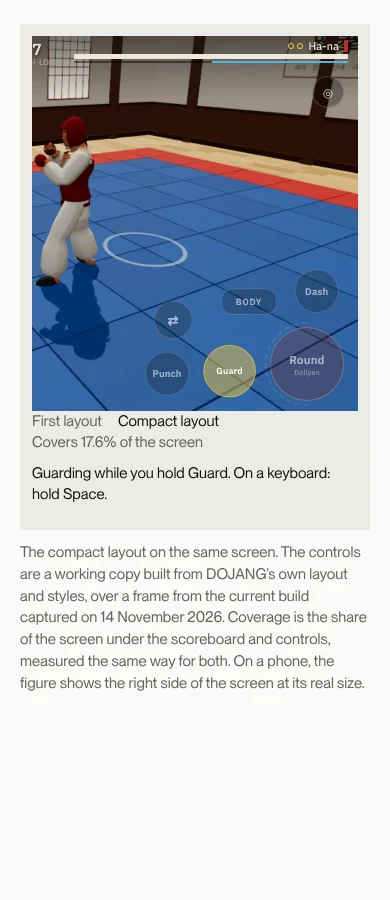 7
Ha-na
BODY
Dash
⇄
Punch
Guard
Round
Dollyeo
First layout Compact layout
Covers 17.6% of the screen
Guarding while you hold Guard. On a keyboard:
hold Space.
The compact layout on the same screen. The controls
are a working copy built from DOJANG’s own layout
and styles, over a frame from the current build
captured on 14 November 2026. Coverage is the share
of the screen under the scoreboard and controls,
measured the same way for both. On a phone, the
figure shows the right side of the screen at its real size.